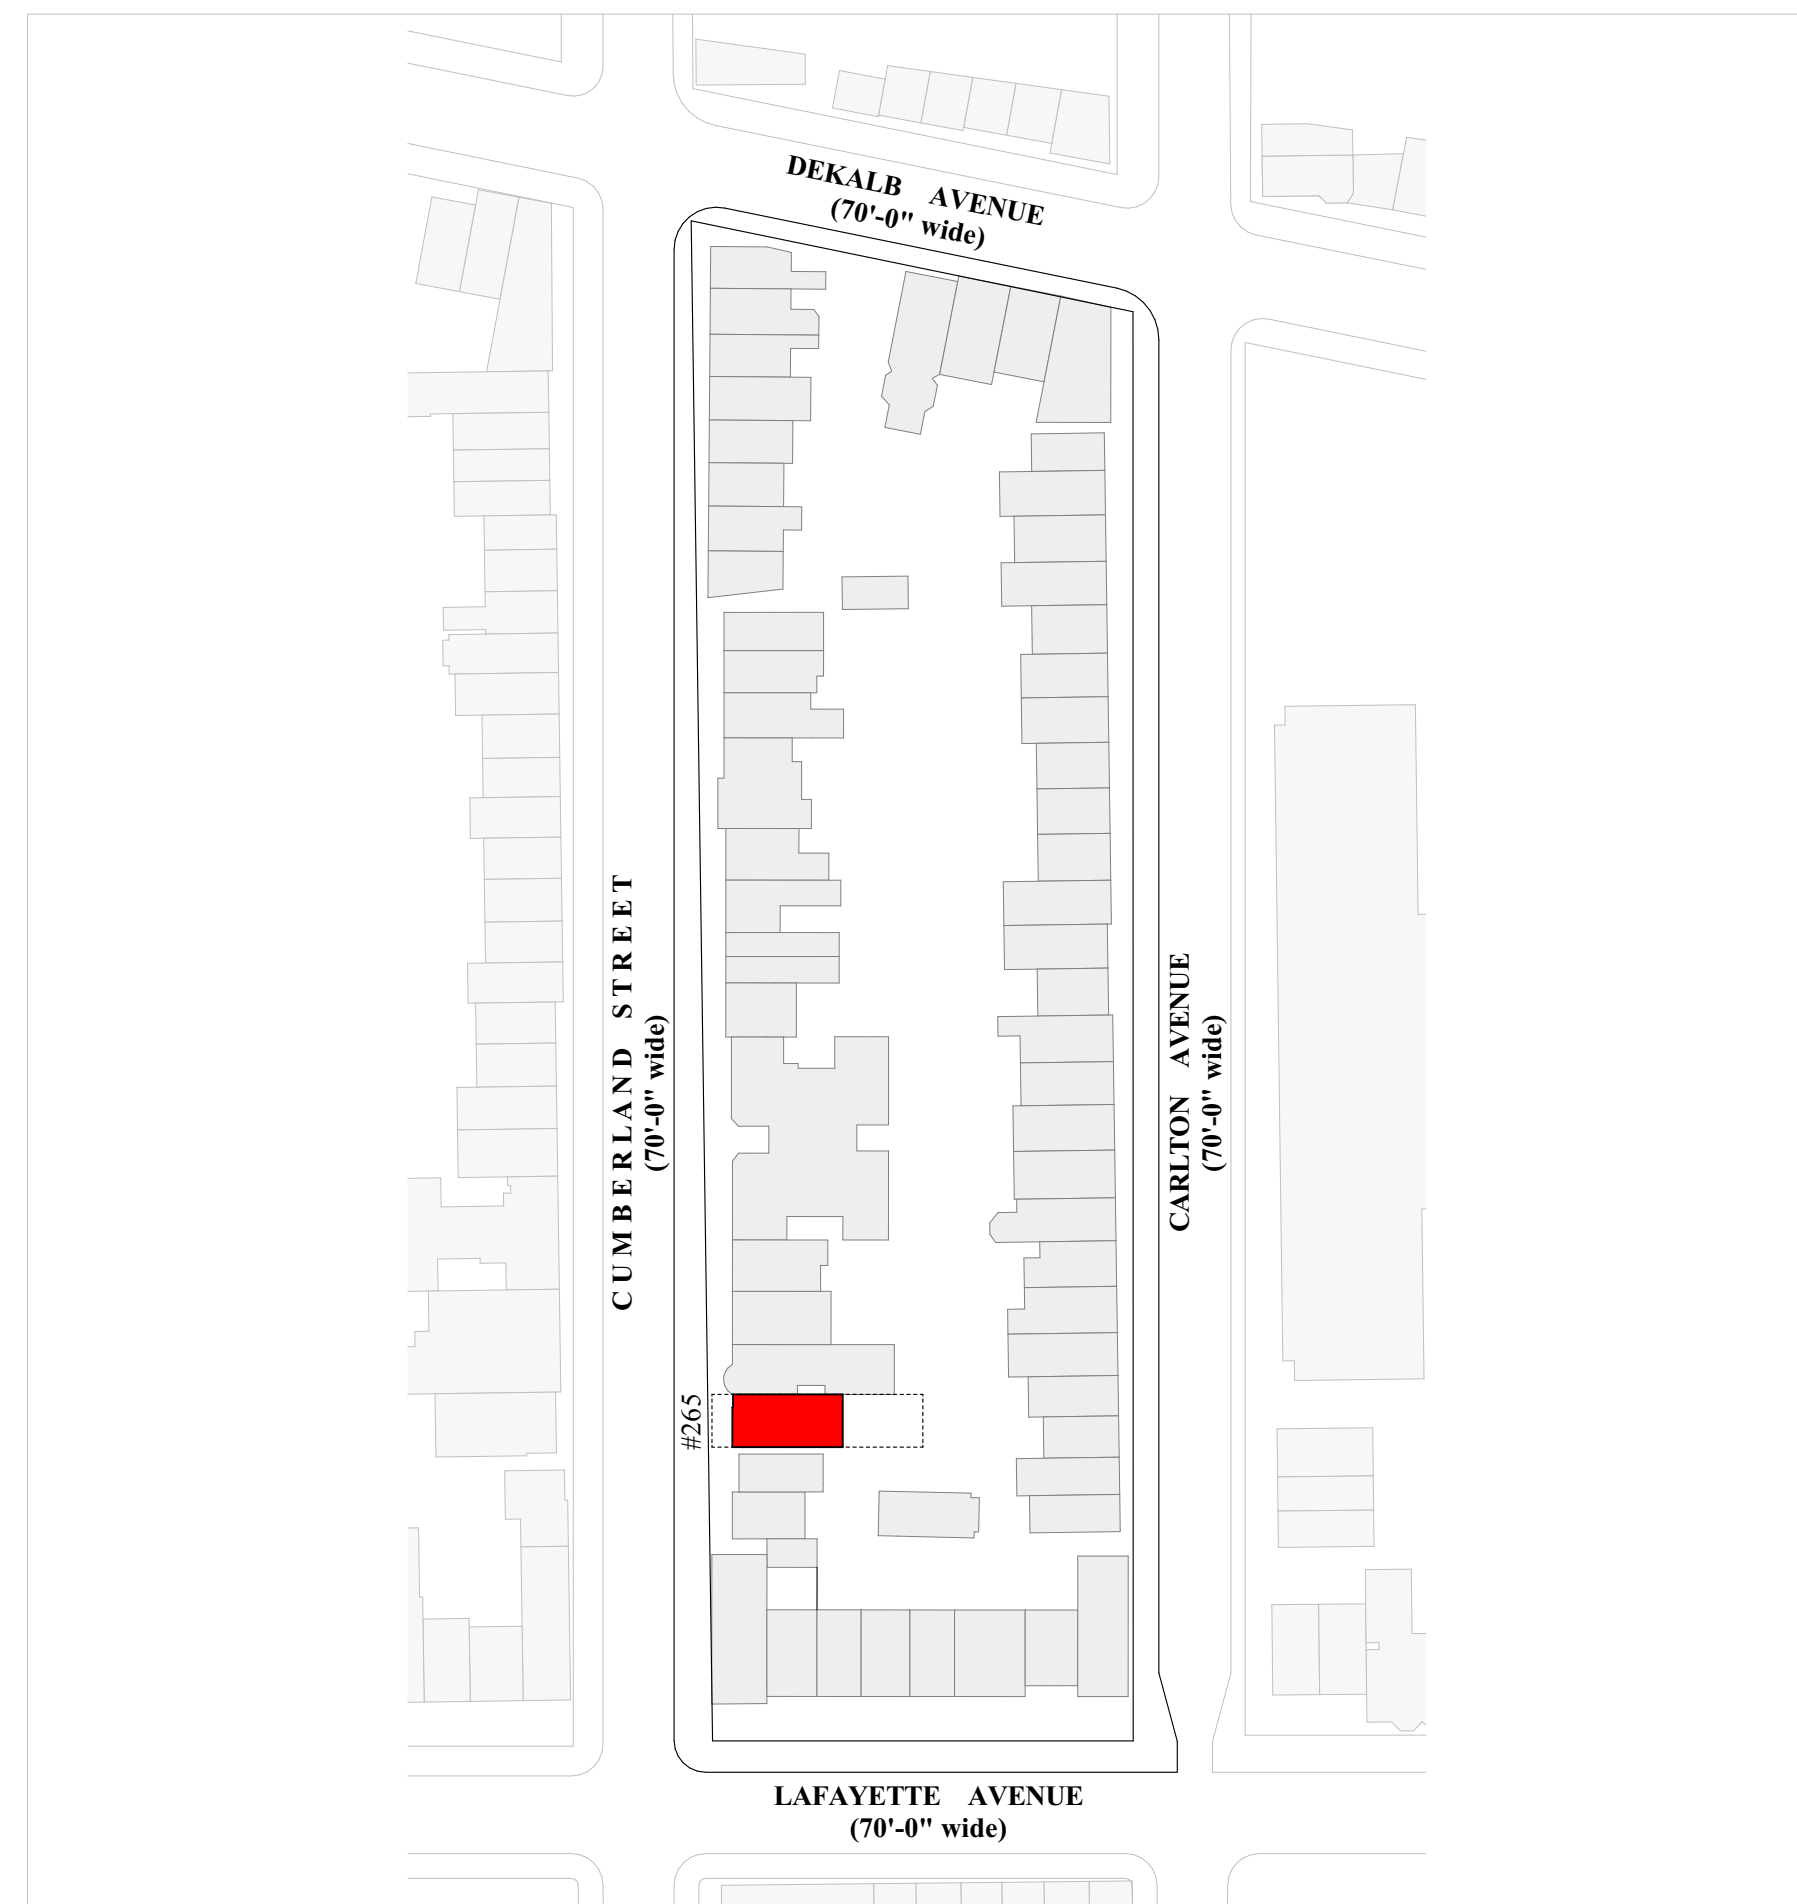 DEKALB AVENUE
(70'-0" wide)
CUMBERLAND STREET
(70'-0" wide)
CARLTON AVENUE
(70'-0" wide)
#265
LAFAYETTE AVENUE
(70'-0" wide)